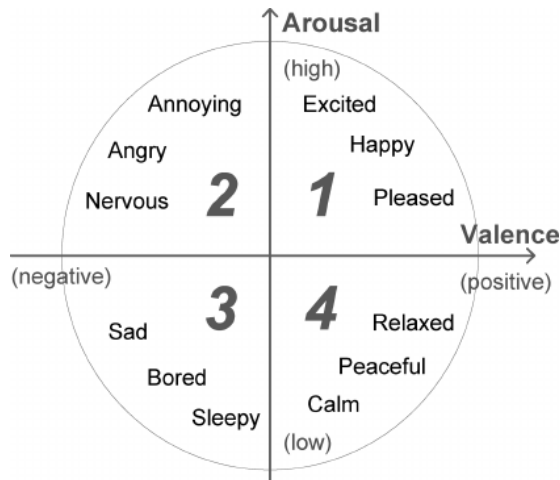 Arousal
(high)
Annoying
Excited
Happy
Angry
2
1
Pleased
Nervous
Valence
(negative)
(positive)
3
4
Relaxed
Sad
Peaceful
Bored
Calm
Sleepy
(low)